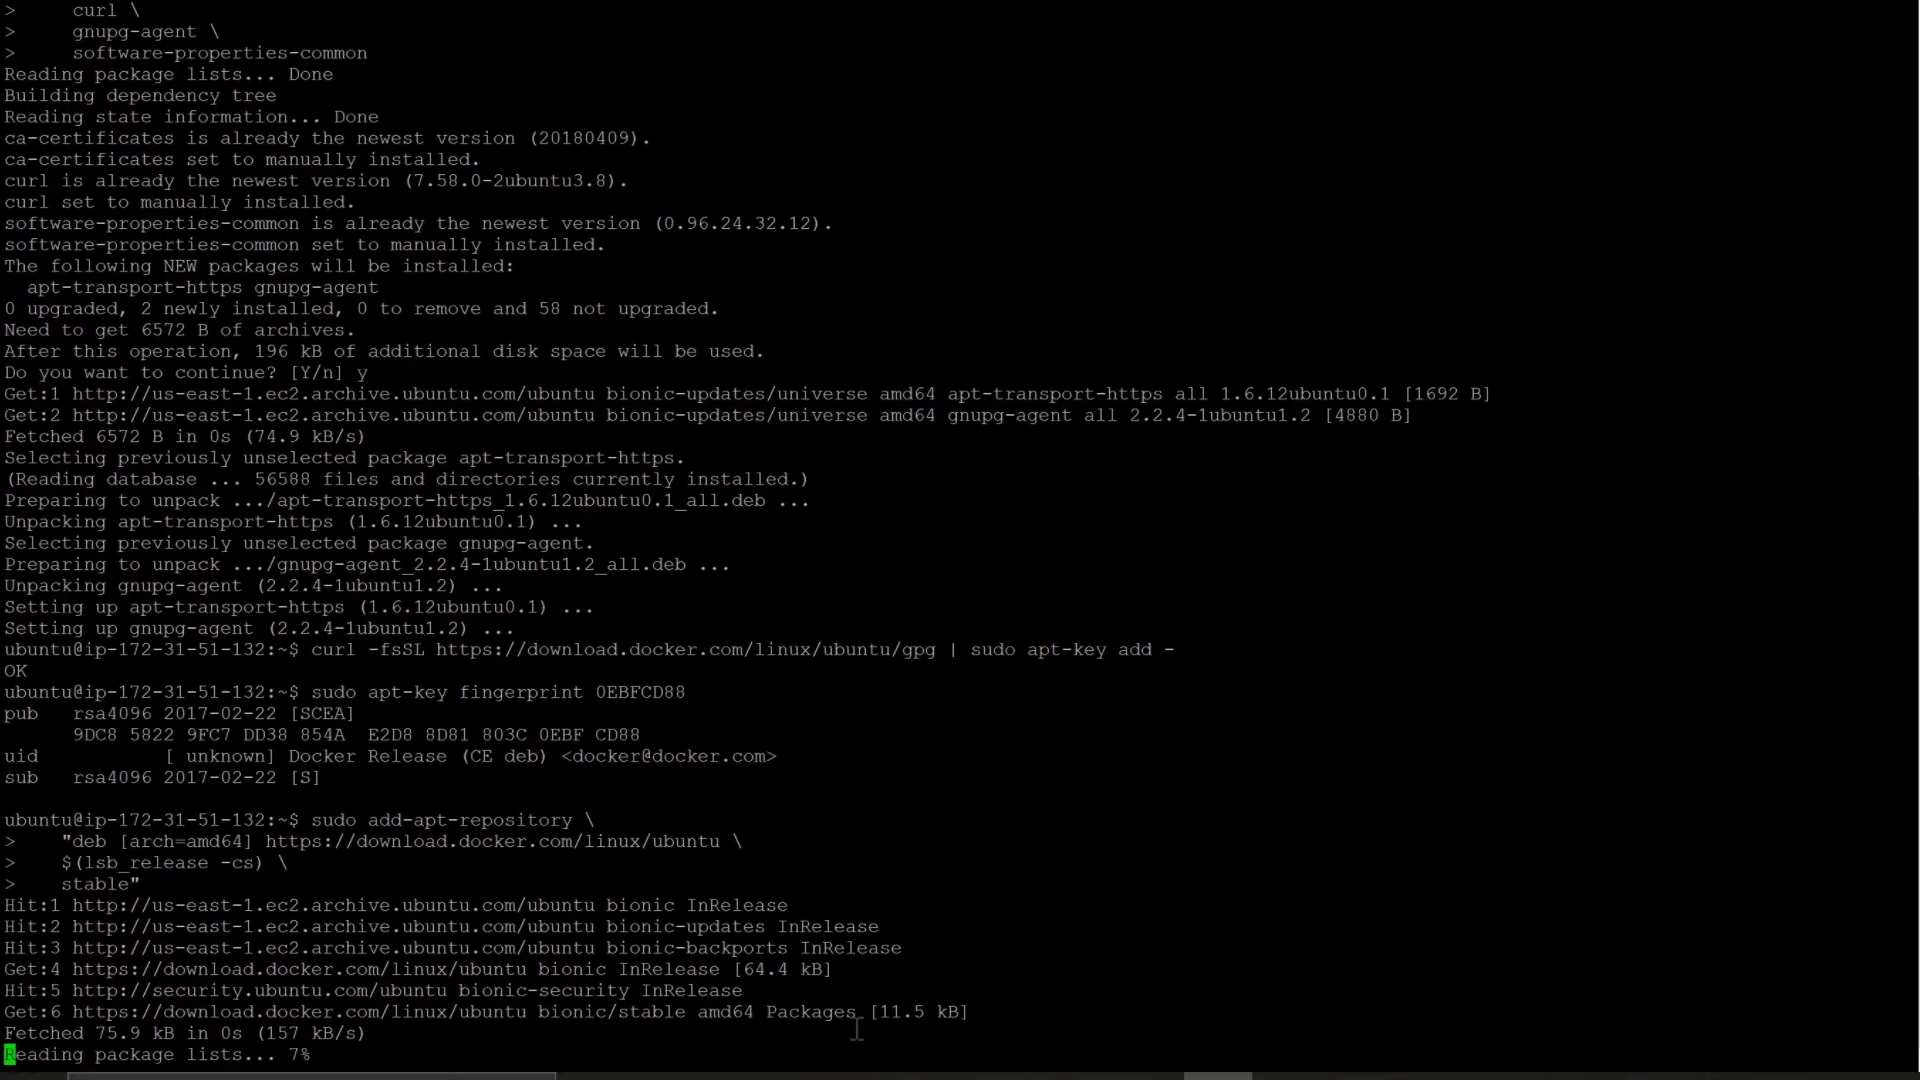 >     curl \
>     gnupg-agent \
>     software-properties-common
Reading package lists... Done
Building dependency tree
Reading state information... Done
ca-certificates is already the newest version (20180409).
ca-certificates set to manually installed.
curl is already the newest version (7.58.0-2ubuntu3.8).
curl set to manually installed.
software-properties-common is already the newest version (0.96.24.32.12).
software-properties-common set to manually installed.
The following NEW packages will be installed:
  apt-transport-https gnupg-agent
0 upgraded, 2 newly installed, 0 to remove and 58 not upgraded.
Need to get 6572 B of archives.
After this operation, 196 kB of additional disk space will be used.
Do you want to continue? [Y/n] y
Get:1 http://us-east-1.ec2.archive.ubuntu.com/ubuntu bionic-updates/universe amd64 apt-transport-https all 1.6.12ubuntu0.1 [1692 B]
Get:2 http://us-east-1.ec2.archive.ubuntu.com/ubuntu bionic-updates/universe amd64 gnupg-agent all 2.2.4-1ubuntu1.2 [4880 B]
Fetched 6572 B in 0s (74.9 kB/s)
Selecting previously unselected package apt-transport-https.
(Reading database ... 56588 files and directories currently installed.)
Preparing to unpack .../apt-transport-https_1.6.12ubuntu0.1_all.deb ...
Unpacking apt-transport-https (1.6.12ubuntu0.1) ...
Selecting previously unselected package gnupg-agent.
Preparing to unpack .../gnupg-agent_2.2.4-1ubuntu1.2_all.deb ...
Unpacking gnupg-agent (2.2.4-1ubuntu1.2) ...
Setting up apt-transport-https (1.6.12ubuntu0.1) ...
Setting up gnupg-agent (2.2.4-1ubuntu1.2) ...
ubuntu@ip-172-31-51-132:~$ curl -fsSL https://download.docker.com/linux/ubuntu/gpg | sudo apt-key add -
OK
ubuntu@ip-172-31-51-132:~$ sudo apt-key fingerprint 0EBFCD88
pub   rsa4096 2017-02-22 [SCEA]
      9DC8 5822 9FC7 DD38 854A  E2D8 8D81 803C 0EBF CD88
uid           [ unknown] Docker Release (CE deb) <docker@docker.com>
sub   rsa4096 2017-02-22 [S]
ubuntu@ip-172-31-51-132:~$ sudo add-apt-repository \
>    "deb [arch=amd64] https://download.docker.com/linux/ubuntu \
>    $(lsb_release -cs) \
>    stable"
Hit:1 http://us-east-1.ec2.archive.ubuntu.com/ubuntu bionic InRelease
Hit:2 http://us-east-1.ec2.archive.ubuntu.com/ubuntu bionic-updates InRelease
Hit:3 http://us-east-1.ec2.archive.ubuntu.com/ubuntu bionic-backports InRelease
Get:4 https://download.docker.com/linux/ubuntu bionic InRelease [64.4 kB]
Hit:5 http://security.ubuntu.com/ubuntu bionic-security InRelease
Get:6 https://download.docker.com/linux/ubuntu bionic/stable amd64 Packages [11.5 kB]
Fetched 75.9 kB in 0s (157 kB/s)
Reading package lists... 7%